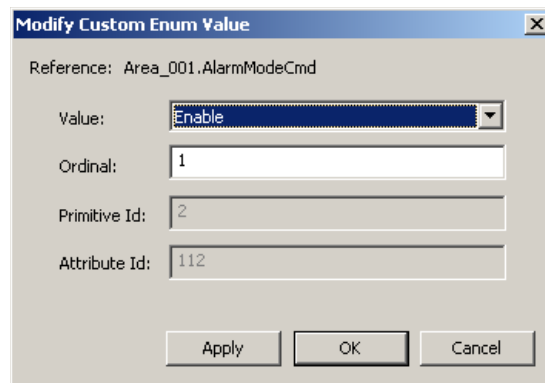 Modify Custom Enum Value
Reference: Area_001.AlarmModeCmd
Value: Enable
Ordinal: 1
Primitive Id: 2
Attribute Id: 112
Apply OK Cancel